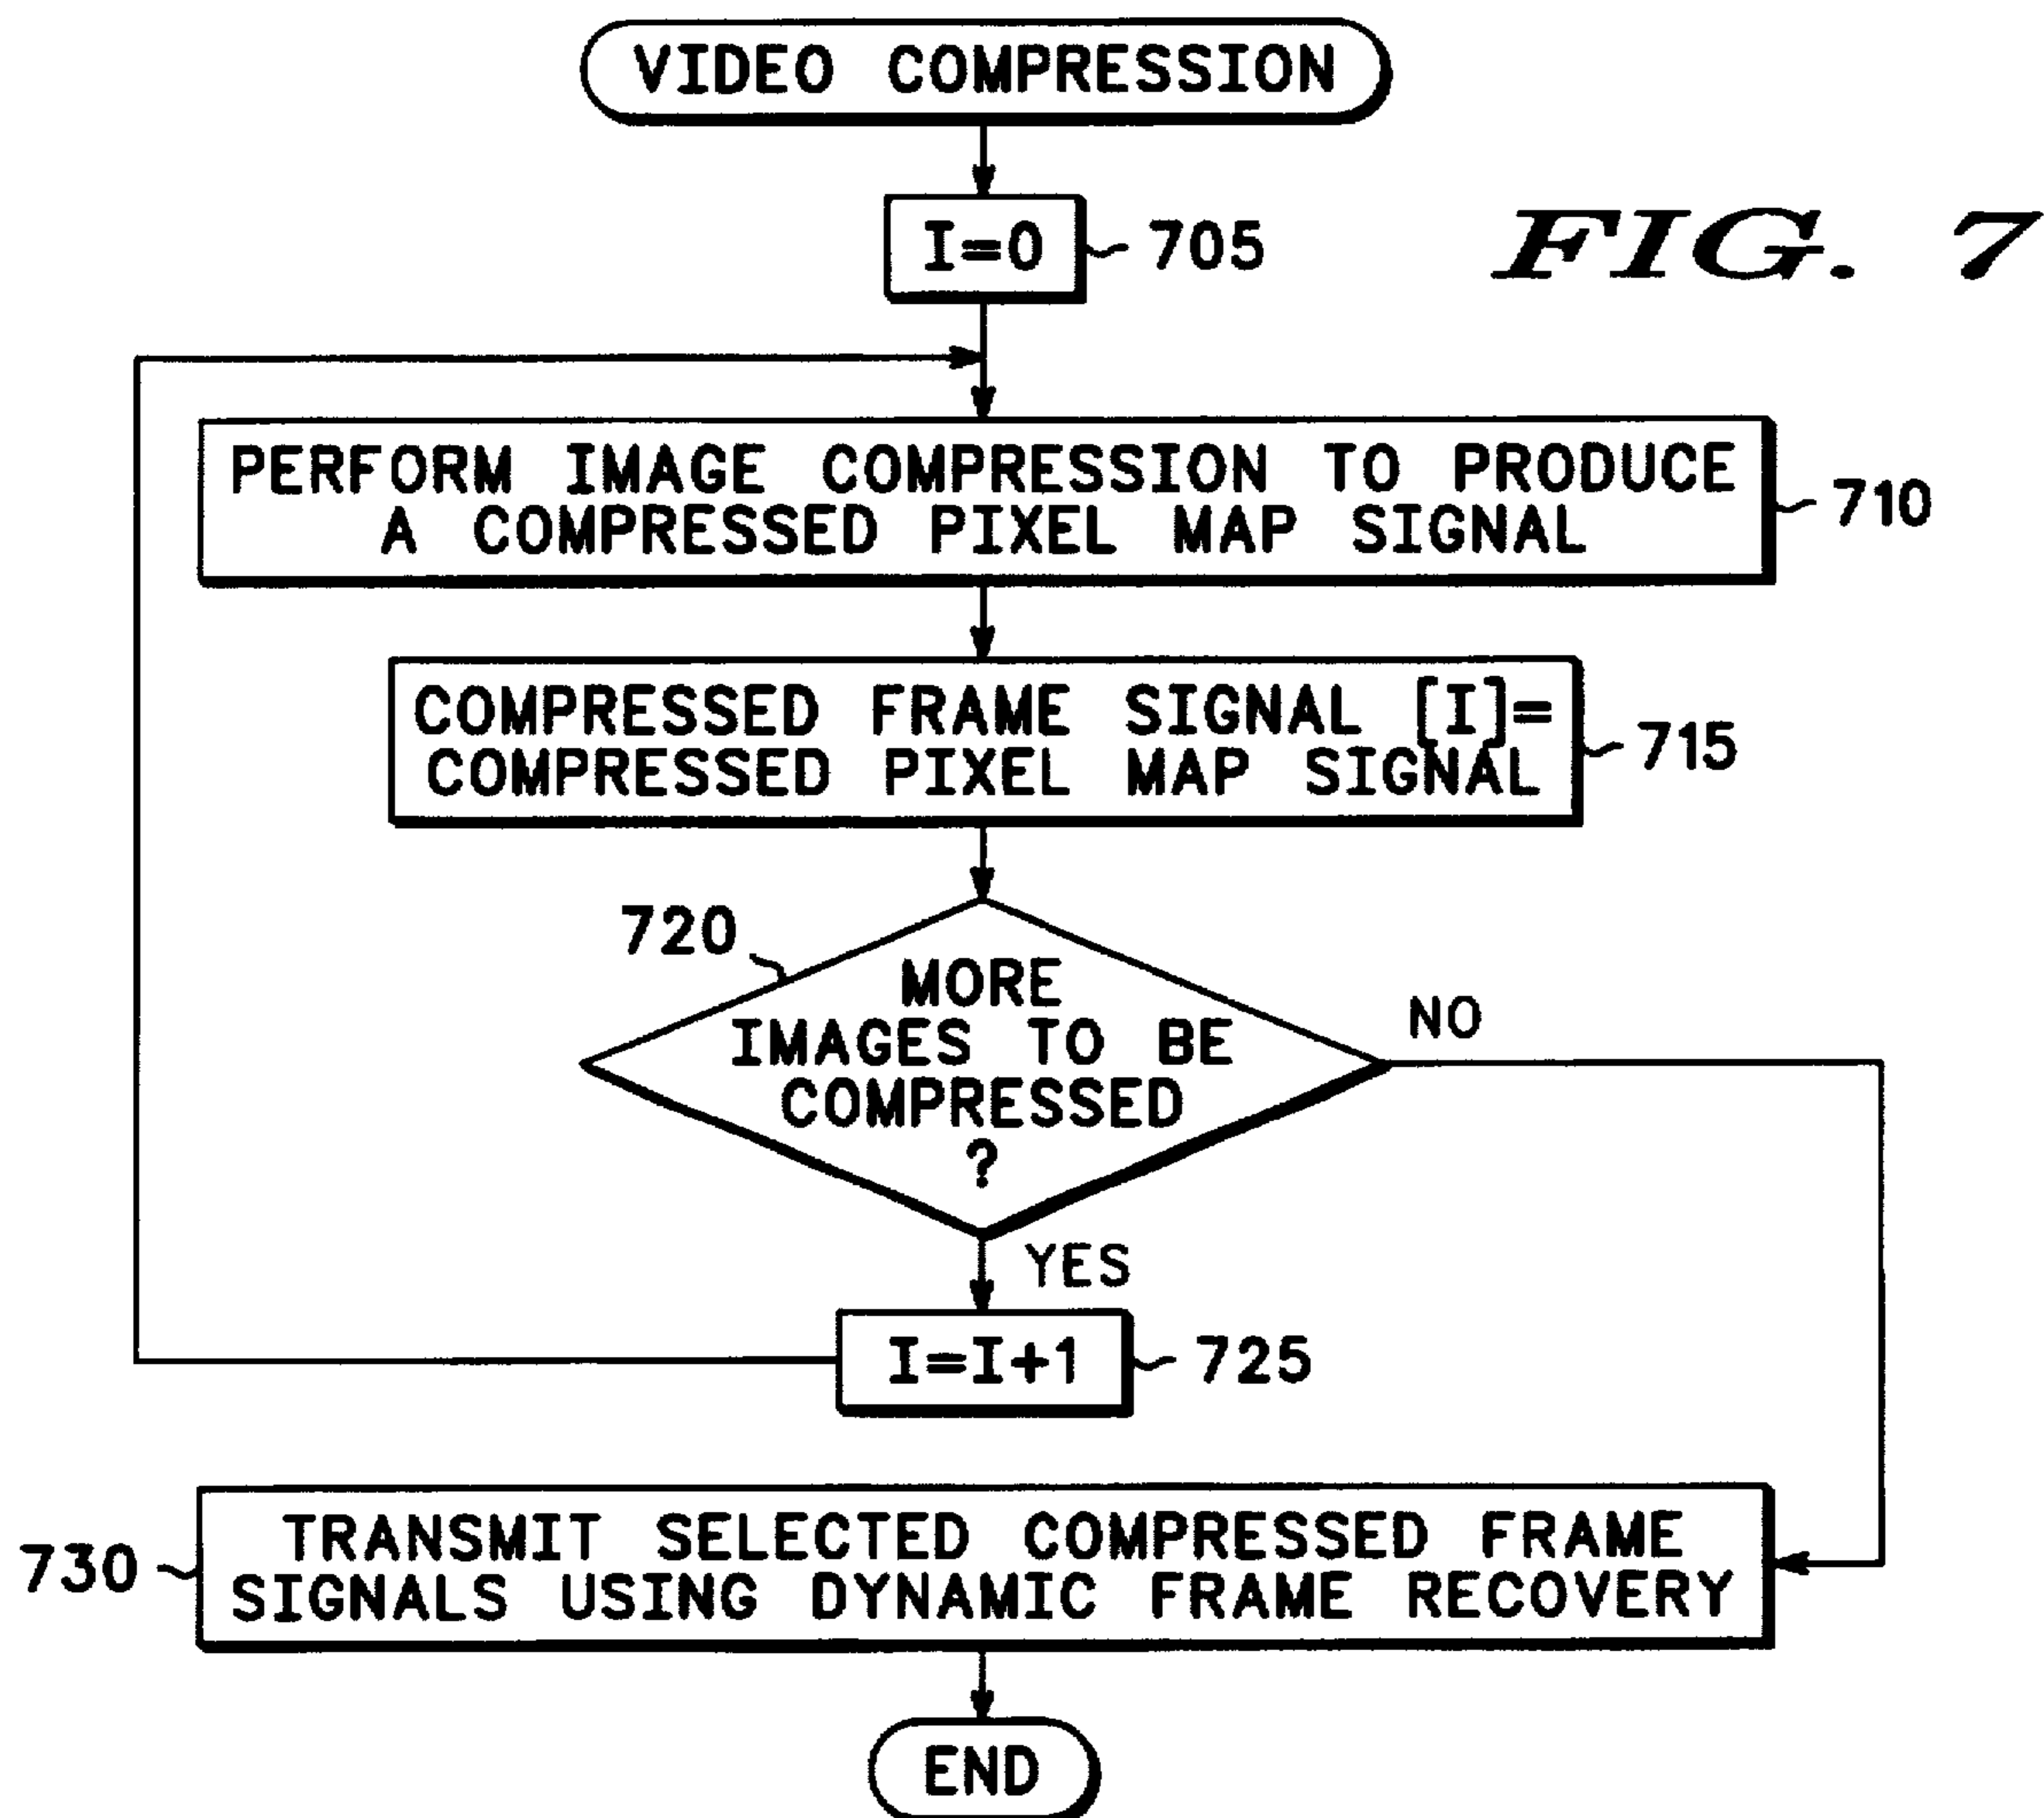 VIDEO COMPRESSION
I=0
705
FIG. 7
PERFORM IMAGE COMPRESSION TO PRODUCE
A COMPRESSED PIXEL MAP SIGNAL
710
COMPRESSED FRAME SIGNAL [I]=
COMPRESSED PIXEL MAP SIGNAL
715
720
MORE
IMAGES TO BE
COMPRESSED
?
NO
YES
I=I+1
725
TRANSMIT SELECTED COMPRESSED FRAME
SIGNALS USING DYNAMIC FRAME RECOVERY
730
END